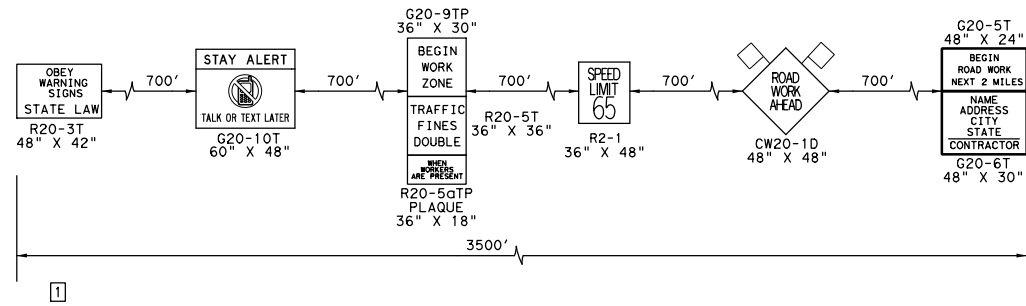 OBEY
WARNING
SIGNS
STATE LAW
R20-3T
48" X 42"
700'
STAY ALERT
TALK OR TEXT LATER
G20-10T
60" X 48"
700'
G20-9TP
36" X 30"
BEGIN
WORK
ZONE
TRAFFIC
FINES
DOUBLE
WHEN
WORKERS
ARE PRESENT
R20-5aTP
PLAQUE
36" X 18"
700'
R20-5T
36" X 36"
SPEED
LIMIT
65
R2-1
36" X 48"
700'
ROAD
WORK
AHEAD
CW20-1D
48" X 48"
700'
G20-5T
48" X 24"
BEGIN
ROAD WORK
NEXT 2 MILES
NAME
ADDRESS
CITY
STATE
CONTRACTOR
G20-6T
48" X 30"
3500'
1